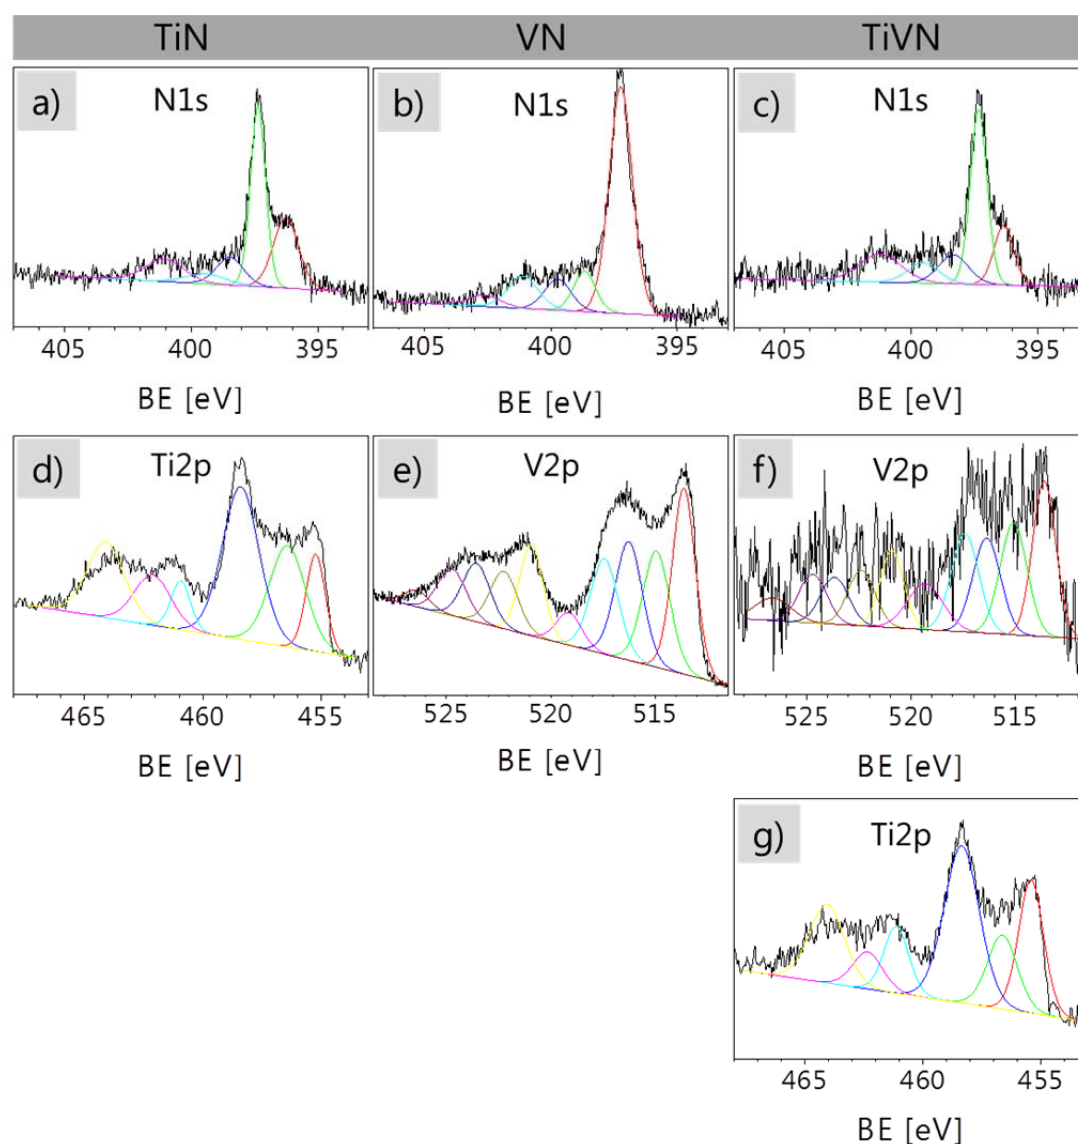 TiN VN TiVN
a) N1s b) N1s c) N1s
405 400 395 405 400 395 405 400 395
BE [eV] BE [eV] BE [eV]
d) Ti2p e) V2p f) V2p
465 460 455 525 520 515 525 520 515
BE [eV] BE [eV] BE [eV]
g) Ti2p
465 460 455
BE [eV]